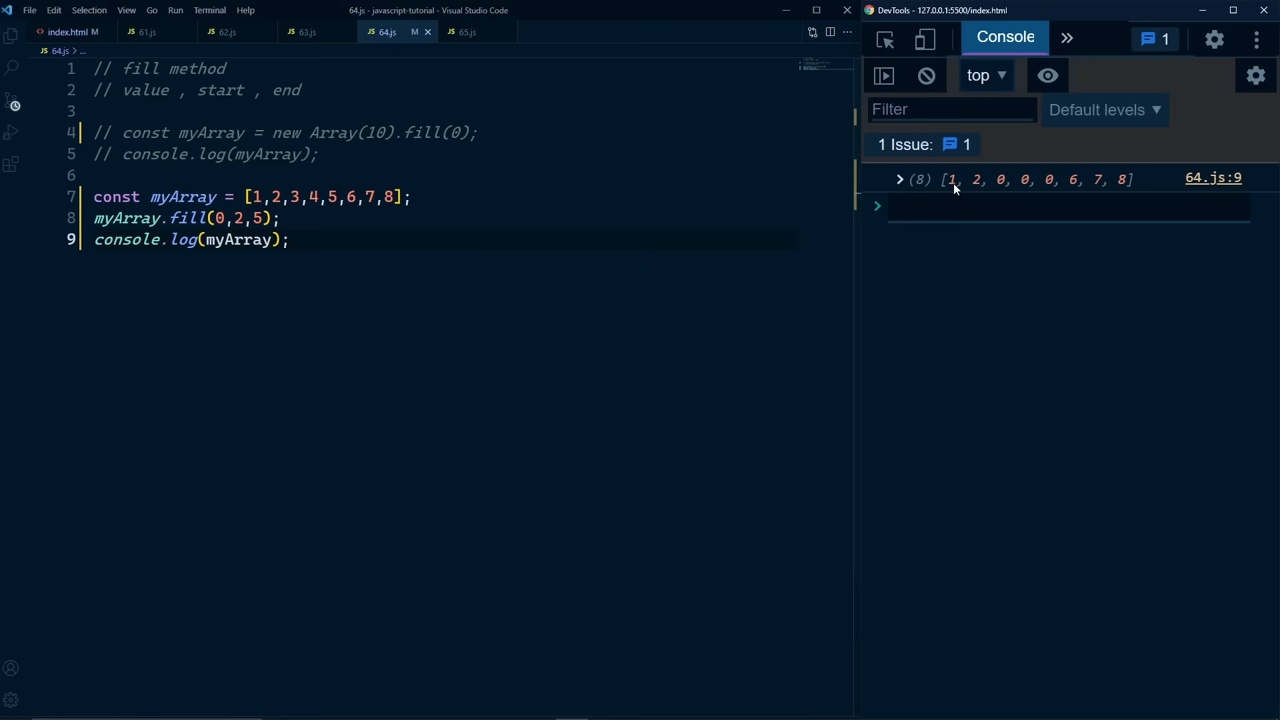 File Edit Selection View Go Run Terminal Help
64.js - javascript-tutorial - Visual Studio Code
index.html M
61.js
62.js
63.js
64.js M
65.js
64.js > ...
1 // fill method
2 // value , start , end
3
4 // const myArray = new Array(10).fill(0);
5 // console.log(myArray);
6
7 const myArray = [1,2,3,4,5,6,7,8];
8 myArray.fill(0,2,5);
9 console.log(myArray);
DevTools - 127.0.0.1:5500/index.html
Console 1
top
Filter Default levels
1 Issue: 1
(8) [1, 2, 0, 0, 0, 6, 7, 8] 64.js:9